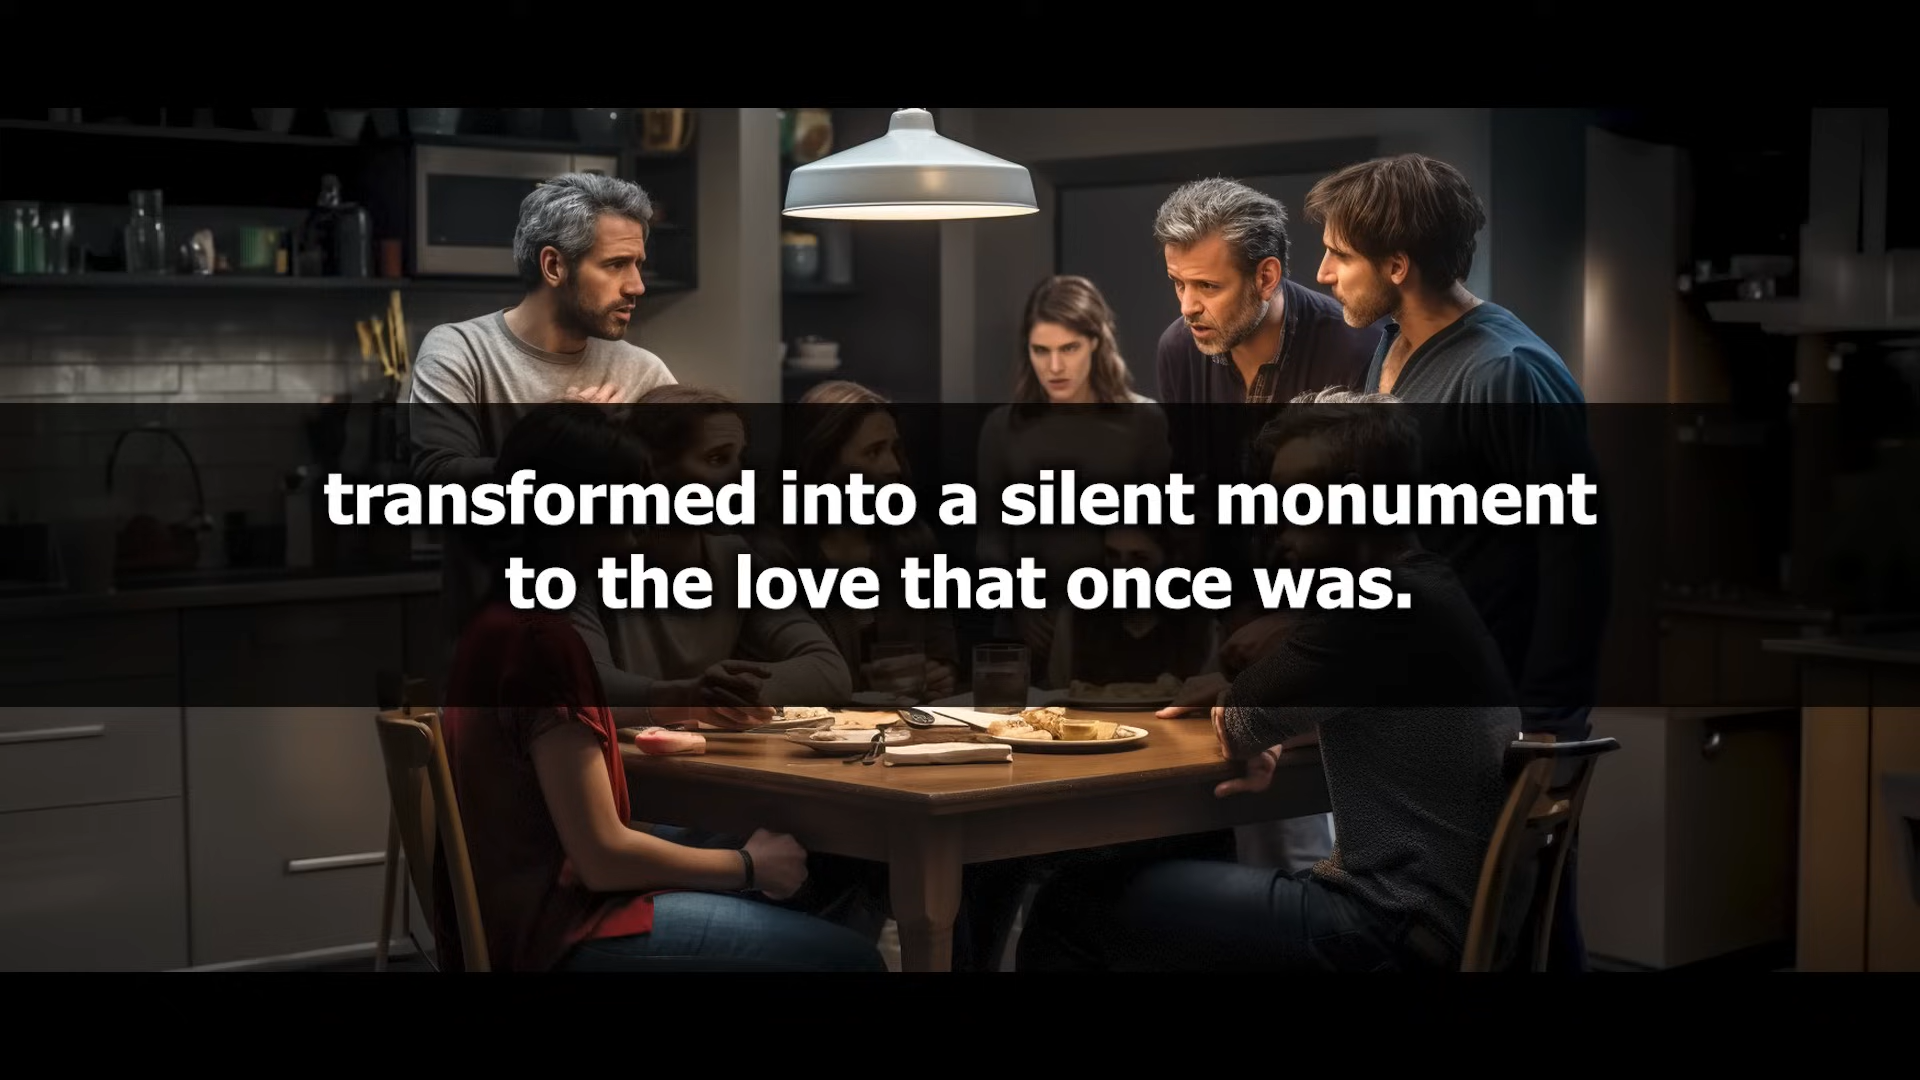 transformed into a silent monument
to the love that once was.